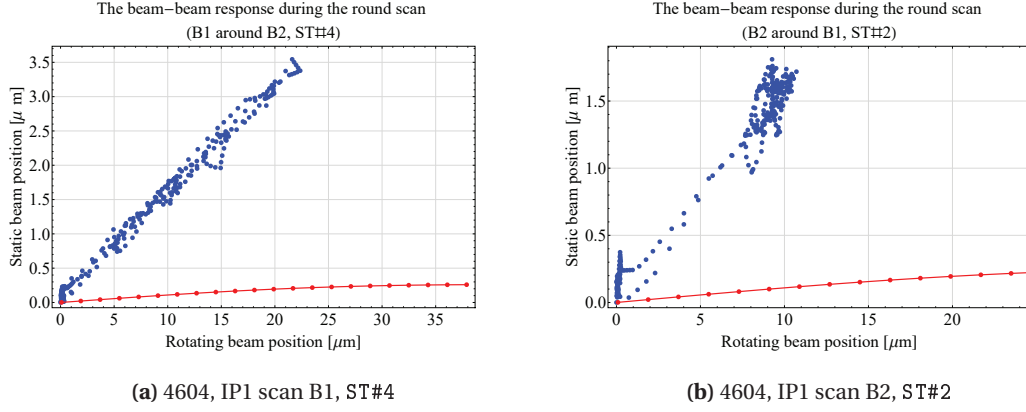 The beam−beam response during the round scan
(B1 around B2, ST#4)
Static beam position [μ m]
3.5
3.0
2.5
2.0
1.5
1.0
0.5
0.0
0
5
10
15
20
25
30
35
Rotating beam position [μm]
(a) 4604, IP1 scan B1, ST#4
The beam−beam response during the round scan
(B2 around B1, ST#2)
Static beam position [μ m]
1.5
1.0
0.5
0.0
0
5
10
15
20
Rotating beam position [μm]
(b) 4604, IP1 scan B2, ST#2